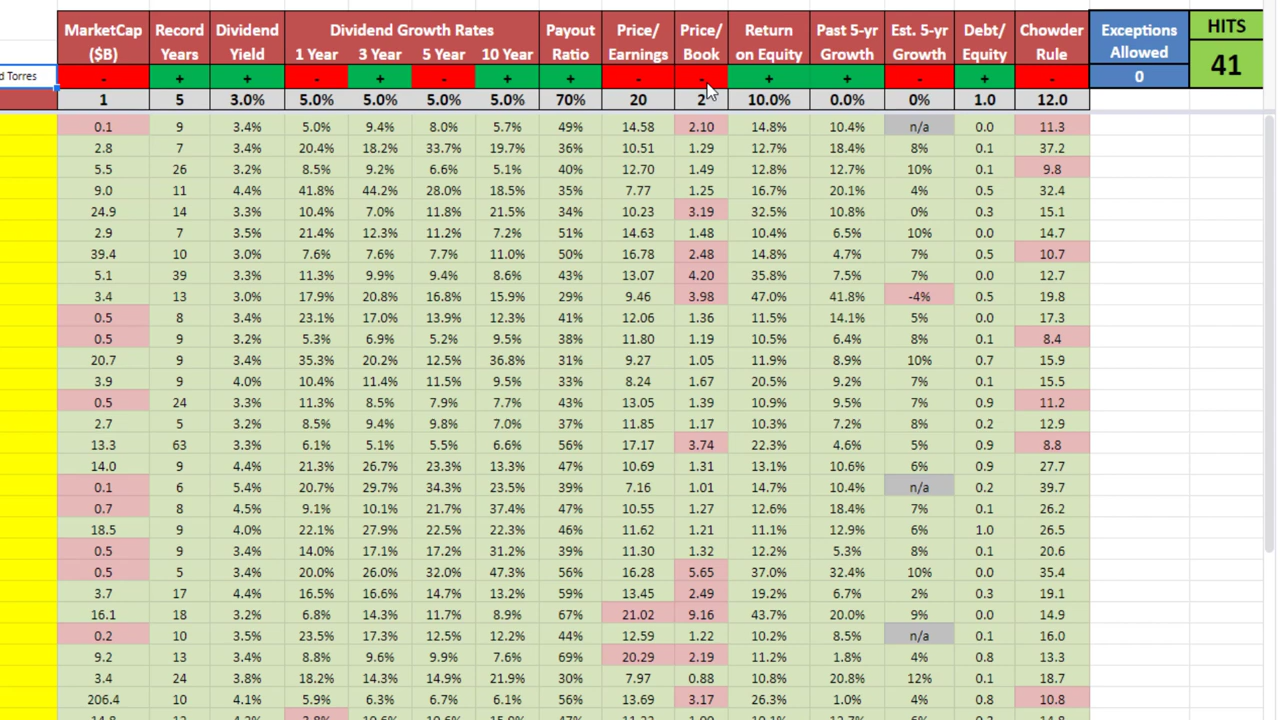 MarketCap Record Dividend Dividend Growth Rates Payout Price/ Price/ Return Past 5-yr Est. 5-yr Debt/ Chowder Exceptions HITS
($B) Years Yield 1 Year 3 Year 5 Year 10 Year Ratio Earnings Book on Equity Growth Growth Equity Rule Allowed
d Torres - + + - + - + + - - + + - + - 0 41
1 5 3.0% 5.0% 5.0% 5.0% 5.0% 70% 20 2 10.0% 0.0% 0% 1.0 12.0
0.1 9 3.4% 5.0% 9.4% 8.0% 5.7% 49% 14.58 2.10 14.8% 10.4% n/a 0.0 11.3
2.8 7 3.4% 20.4% 18.2% 33.7% 19.7% 36% 10.51 1.29 12.7% 18.4% 8% 0.1 37.2
5.5 26 3.2% 8.5% 9.2% 6.6% 5.1% 40% 12.70 1.49 12.8% 12.7% 10% 0.1 9.8
9.0 11 4.4% 41.8% 44.2% 28.0% 18.5% 35% 7.77 1.25 16.7% 20.1% 4% 0.5 32.4
24.9 14 3.3% 10.4% 7.0% 11.8% 21.5% 34% 10.23 3.19 32.5% 10.8% 0% 0.3 15.1
2.9 7 3.5% 21.4% 12.3% 11.2% 7.2% 51% 14.63 1.48 10.4% 6.5% 10% 0.0 14.7
39.4 10 3.0% 7.6% 7.6% 7.7% 11.0% 50% 16.78 2.48 14.8% 4.7% 7% 0.5 10.7
5.1 39 3.3% 11.3% 9.9% 9.4% 8.6% 43% 13.07 4.20 35.8% 7.5% 7% 0.0 12.7
3.4 13 3.0% 17.9% 20.8% 16.8% 15.9% 29% 9.46 3.98 47.0% 41.8% -4% 0.5 19.8
0.5 8 3.4% 23.1% 17.0% 13.9% 12.3% 41% 12.06 1.36 11.5% 14.1% 5% 0.0 17.3
0.5 9 3.2% 5.3% 6.9% 5.2% 9.5% 38% 11.80 1.19 10.5% 6.4% 8% 0.1 8.4
20.7 9 3.4% 35.3% 20.2% 12.5% 36.8% 31% 9.27 1.05 11.9% 8.9% 10% 0.7 15.9
3.9 9 4.0% 10.4% 11.4% 11.5% 9.5% 33% 8.24 1.67 20.5% 9.2% 7% 0.1 15.5
0.5 24 3.3% 11.3% 8.5% 7.9% 7.7% 43% 13.05 1.39 10.9% 9.5% 7% 0.9 11.2
2.7 5 3.2% 8.5% 9.4% 9.8% 7.0% 37% 11.85 1.17 10.3% 7.2% 8% 0.2 12.9
13.3 63 3.3% 6.1% 5.1% 5.5% 6.6% 56% 17.17 3.74 22.3% 4.6% 5% 0.9 8.8
14.0 9 4.4% 21.3% 26.7% 23.3% 13.3% 47% 10.69 1.31 13.1% 10.6% 6% 0.9 27.7
0.1 6 5.4% 20.7% 29.7% 34.3% 23.5% 39% 7.16 1.01 14.7% 10.4% n/a 0.2 39.7
0.7 8 4.5% 9.1% 10.1% 21.7% 37.4% 47% 10.55 1.27 12.6% 18.4% 7% 0.1 26.2
18.5 9 4.0% 22.1% 27.9% 22.5% 22.3% 46% 11.62 1.21 11.1% 12.9% 6% 1.0 26.5
0.5 9 3.4% 14.0% 17.1% 17.2% 31.2% 39% 11.30 1.32 12.2% 5.3% 8% 0.1 20.6
0.5 5 3.4% 20.0% 26.0% 32.0% 47.3% 56% 16.28 5.65 37.0% 32.4% 10% 0.0 35.4
3.7 17 4.4% 16.5% 16.6% 14.7% 13.2% 59% 13.45 2.49 19.2% 6.7% 2% 0.3 19.1
16.1 18 3.2% 6.8% 14.3% 11.7% 8.9% 67% 21.02 9.16 43.7% 20.0% 9% 0.0 14.9
0.2 10 3.5% 23.5% 17.3% 12.5% 12.2% 44% 12.59 1.22 10.2% 8.5% n/a 0.1 16.0
9.2 13 3.4% 8.8% 9.6% 9.9% 7.6% 69% 20.29 2.19 11.2% 1.8% 4% 0.8 13.3
3.4 24 3.8% 18.2% 14.3% 14.9% 21.9% 30% 7.97 0.88 10.8% 20.8% 12% 0.1 18.7
206.4 10 4.1% 5.9% 6.3% 6.7% 6.1% 56% 13.69 3.17 26.3% 1.0% 4% 0.8 10.8